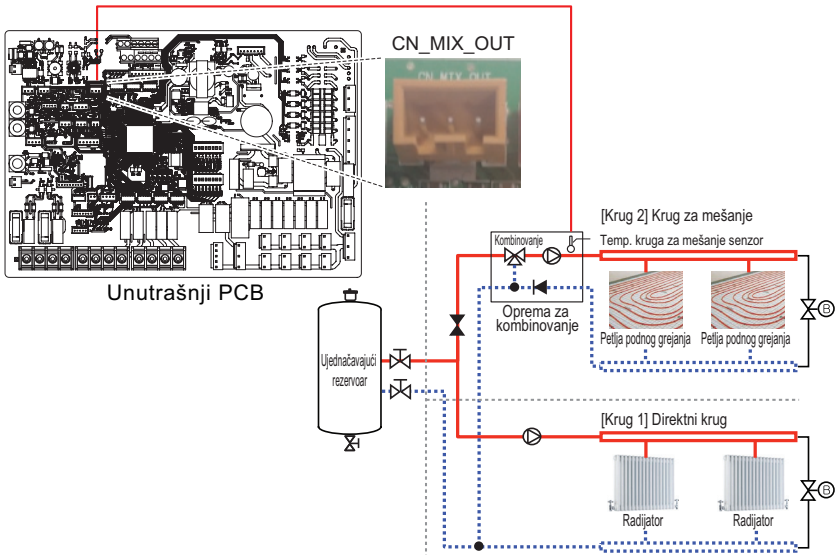 CN_MIX_OUT
CN_MIX_OUT
Unutrašnji PCB
[Krug 2] Krug za mešanje
Kombinovanje
Temp. kruga za mešanje senzor
Oprema za
kombinovanje
Petlja podnog grejanja
Petlja podnog grejanja
B
Ujednačavajući
rezervoar
[Krug 1] Direktni krug
B
Radijator
Radijator